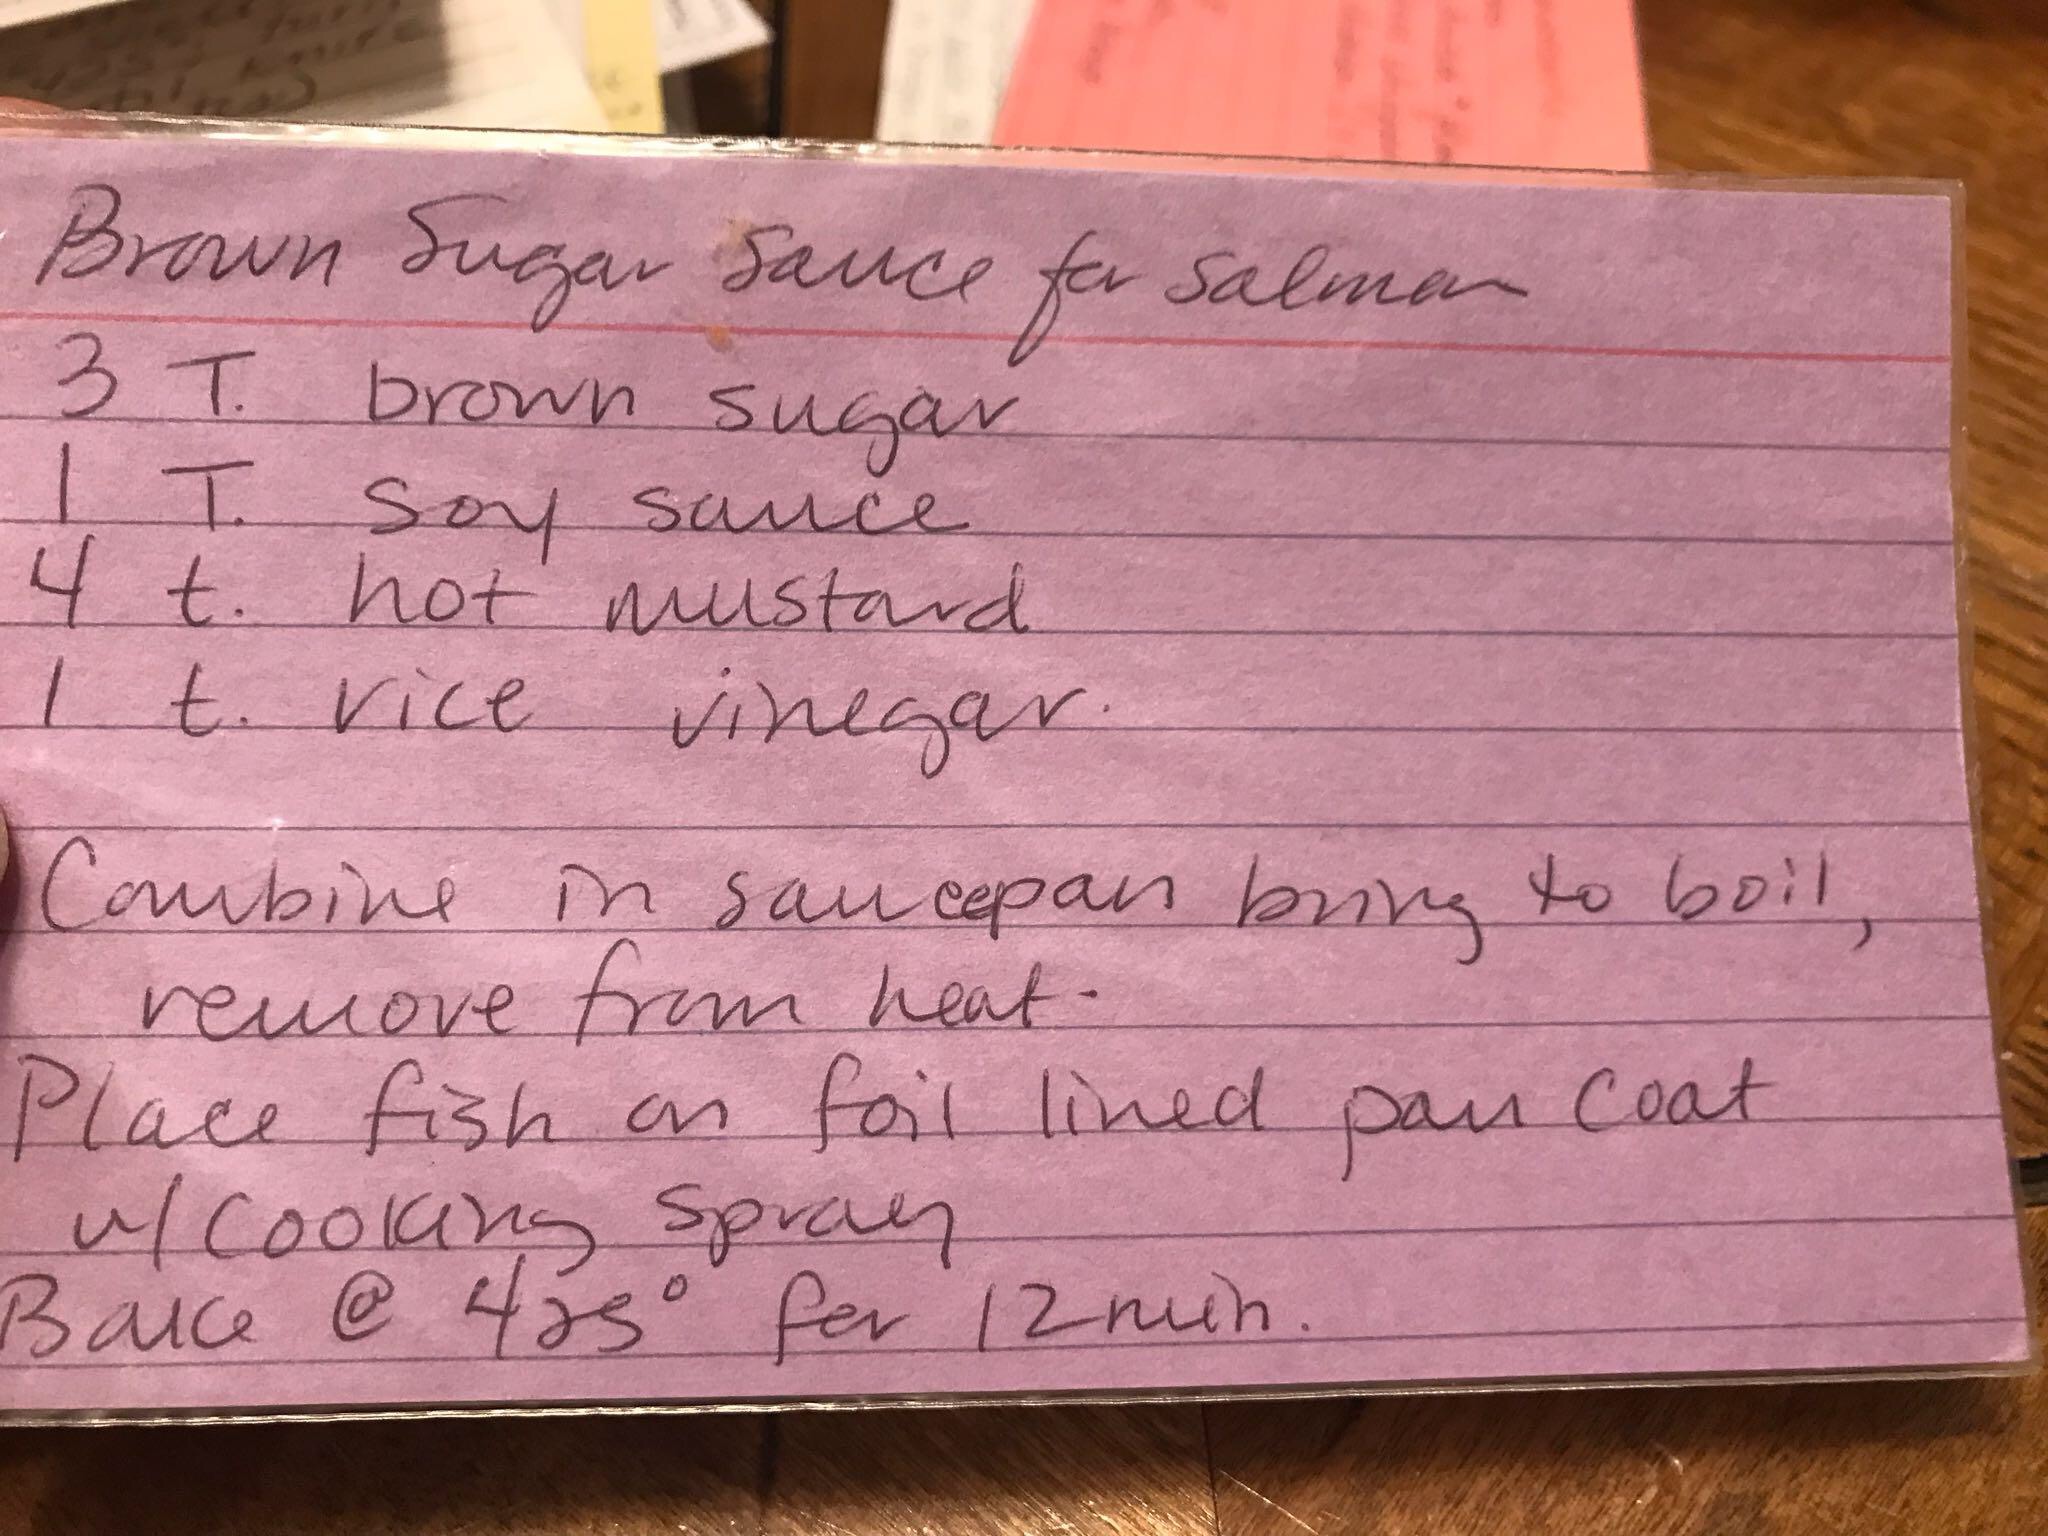 Brown Sugar Sauce for Salmon
3 T. brown sugar
1 T. soy sauce
4 t. hot mustard
1 t. rice vinegar.
Combine in saucepan bring to boil,
remove from heat.
Place fish on foil lined pan coat
w/ cooking spray
Bake @ 425° for 12 min.